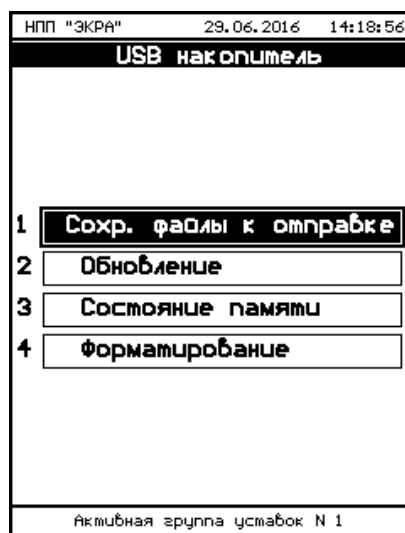 НПП "ЭКРА" 29.06.2016 14:18:56
USB накопитель
1 Сохр. файлы к отправке
2 Обновление
3 Состояние памяти
4 Форматирование
Активная группа уставок N 1